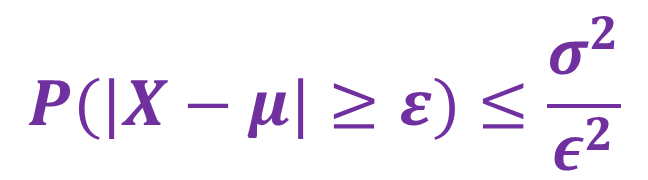 P(|X − μ| ≥ ε) ≤ σ²/ϵ²